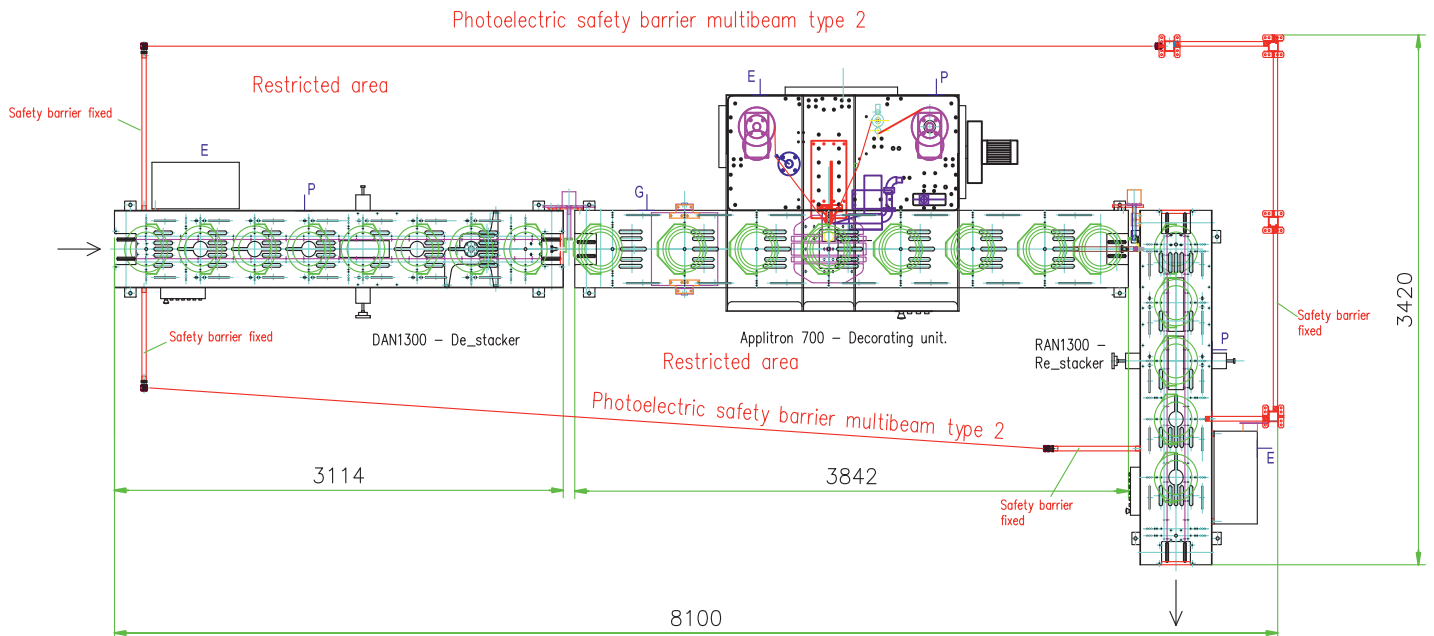 Photoelectric safety barrier multibeam type 2
Restricted area
Safety barrier fixed
E
P
E
P
G
3420
Safety barrier fixed
DAN1300 – De_stacker
Applitron 700 – Decorating unit.
Restricted area
RAN1300 –
Re_stacker
P
Safety barrier
fixed
Photoelectric safety barrier multibeam type 2
3114
3842
E
Safety barrier
fixed
8100